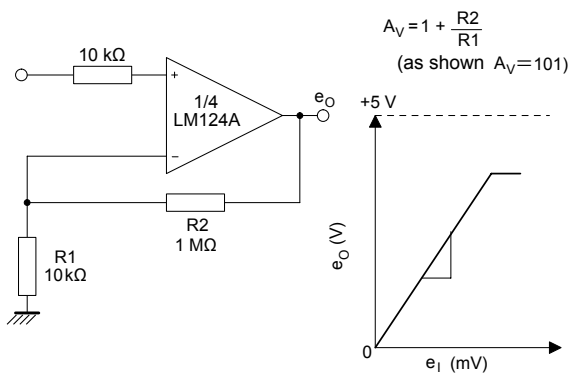 A_V = 1 + R2
R1
(as shown A_V = 101)
10 kΩ
+
1/4
LM124A
e_O
–
R2
1 MΩ
R1
10kΩ
+5 V
e_O (V)
0
e_I (mV)